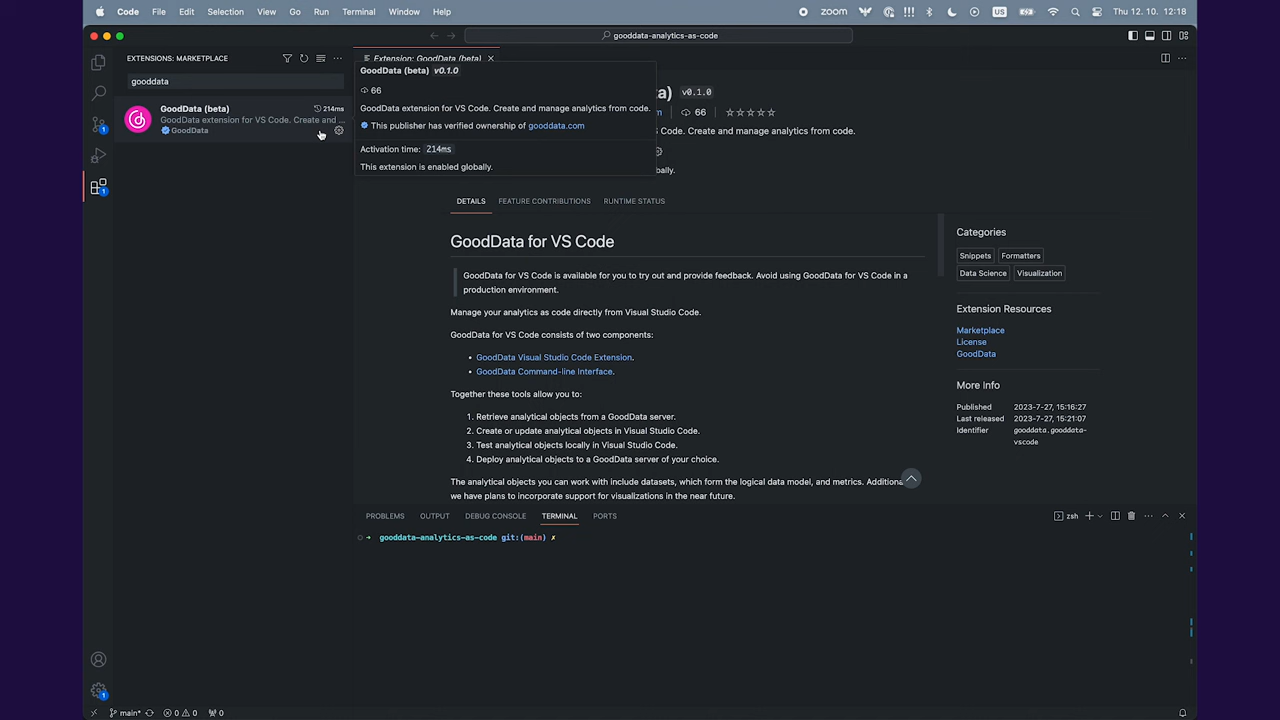 Code File Edit Selection View Go Run Terminal Window Help
zoom
US
Thu 12. 10. 12:18
gooddata-analytics-as-code
EXTENSIONS: MARKETPLACE
gooddata
GoodData (beta)
214ms
GoodData extension for VS Code. Create and ...
GoodData
1
1
Extension: GoodData (beta)
GoodData (beta) v0.1.0
66
GoodData extension for VS Code. Create and manage analytics from code.
This publisher has verified ownership of gooddata.com
Activation time: 214ms
This extension is enabled globally.
a) v0.1.0
m 66
S Code. Create and manage analytics from code.
bally.
DETAILS FEATURE CONTRIBUTIONS RUNTIME STATUS
GoodData for VS Code
GoodData for VS Code is available for you to try out and provide feedback. Avoid using GoodData for VS Code in a
production environment.
Manage your analytics as code directly from Visual Studio Code.
GoodData for VS Code consists of two components:
• GoodData Visual Studio Code Extension.
• GoodData Command-line Interface.
Together these tools allow you to:
1. Retrieve analytical objects from a GoodData server.
2. Create or update analytical objects in Visual Studio Code.
3. Test analytical objects locally in Visual Studio Code.
4. Deploy analytical objects to a GoodData server of your choice.
The analytical objects you can work with include datasets, which form the logical data model, and metrics. Additiona
we have plans to incorporate support for visualizations in the near future.
Categories
Snippets Formatters
Data Science Visualization
Extension Resources
Marketplace
License
GoodData
More Info
Published 2023-7-27, 15:16:27
Last released 2023-7-27, 15:21:07
Identifier gooddata.gooddata-
vscode
PROBLEMS OUTPUT DEBUG CONSOLE TERMINAL PORTS
zsh
gooddata-analytics-as-code git:(main) ✗
1
main* 0 0 0